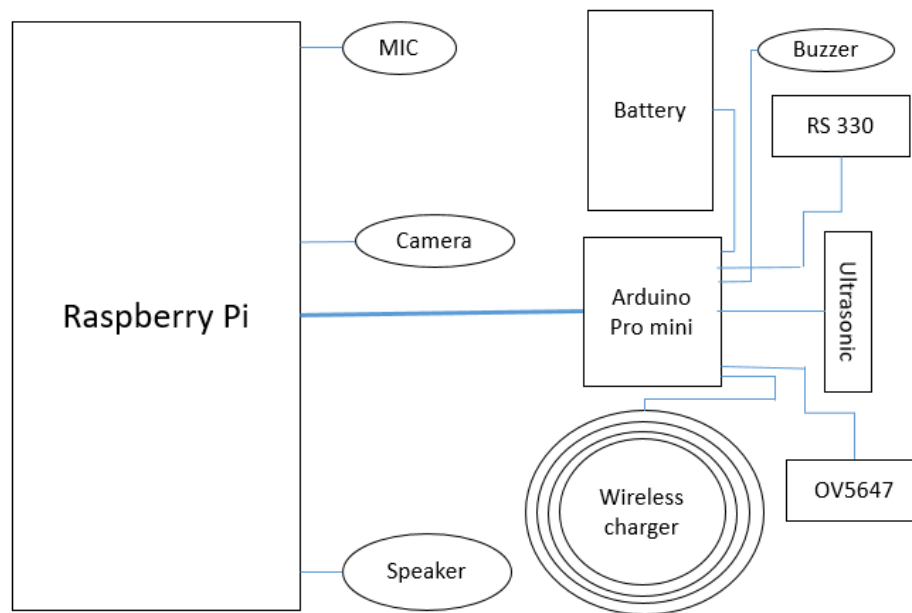 MIC
Buzzer
Battery
RS 330
Camera
Ultrasonic
Raspberry Pi
Arduino
Pro mini
Wireless
charger
OV5647
Speaker